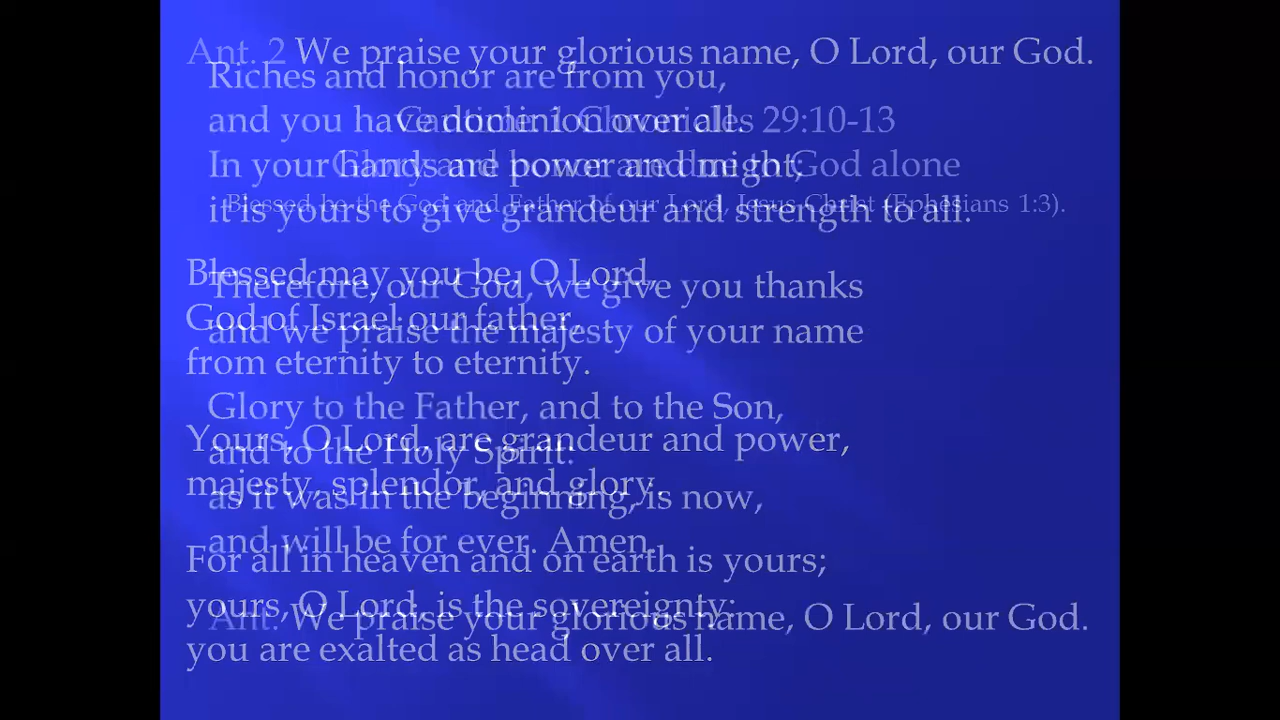 Ant. 2 We praise your glorious name, O Lord, our God.
Canticle: 1 Chronicles 29:10-13
Glory and honor are due to God alone
Blessed be the God and Father of our Lord, Jesus Christ (Ephesians 1:3).
Blessed may you be, O Lord,
God of Israel our father,
from eternity to eternity.
Yours, O Lord, are grandeur and power,
majesty, splendor, and glory.
For all in heaven and on earth is yours;
yours, O Lord, is the sovereignty:
you are exalted as head over all.
Riches and honor are from you,
and you have dominion over all.
In your hands are power and might;
it is yours to give grandeur and strength to all.
Therefore, our God, we give you thanks
and we praise the majesty of your name
Glory to the Father, and to the Son,
and to the Holy Spirit:
as it was in the beginning, is now,
and will be for ever. Amen.
Ant. We praise your glorious name, O Lord, our God.